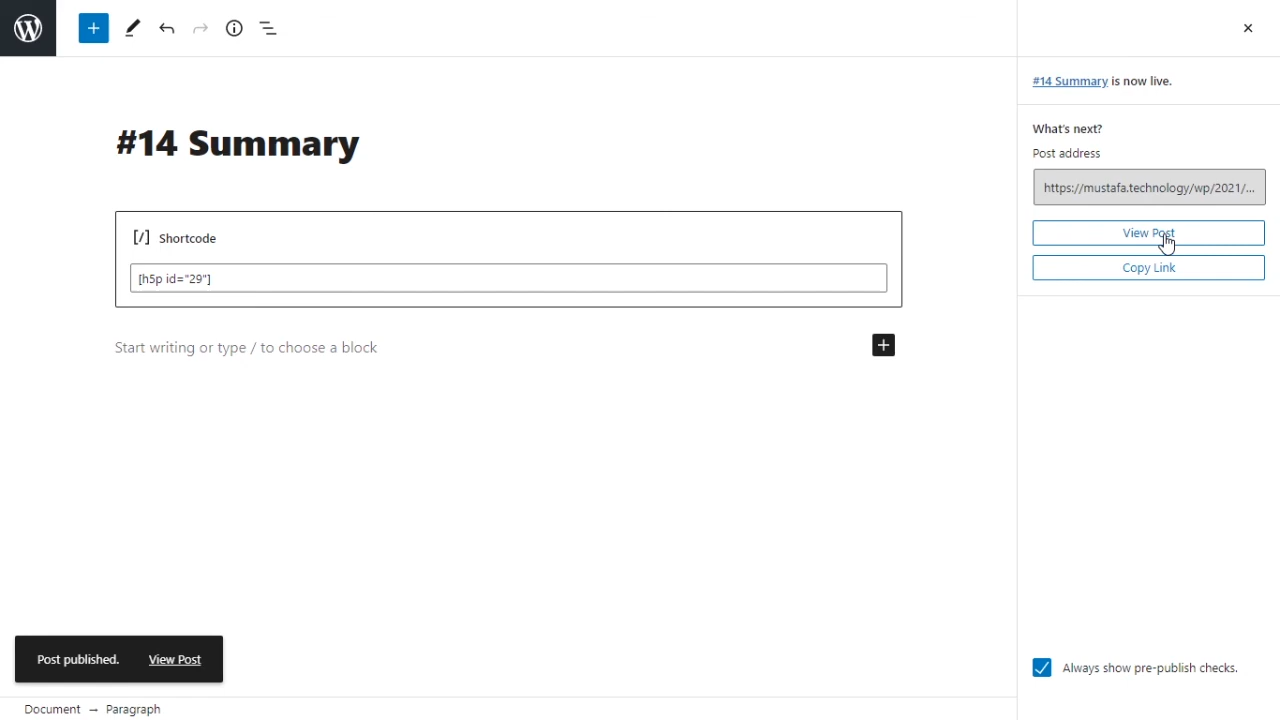 #14 Summary is now live.
What's next?
Post address
https://mustafa.technology/wp/2021/...
View Post
Copy Link
#14 Summary
[/] Shortcode
[h5p id="29"]
Start writing or type / to choose a block
Post published. View Post
Always show pre-publish checks.
Document → Paragraph